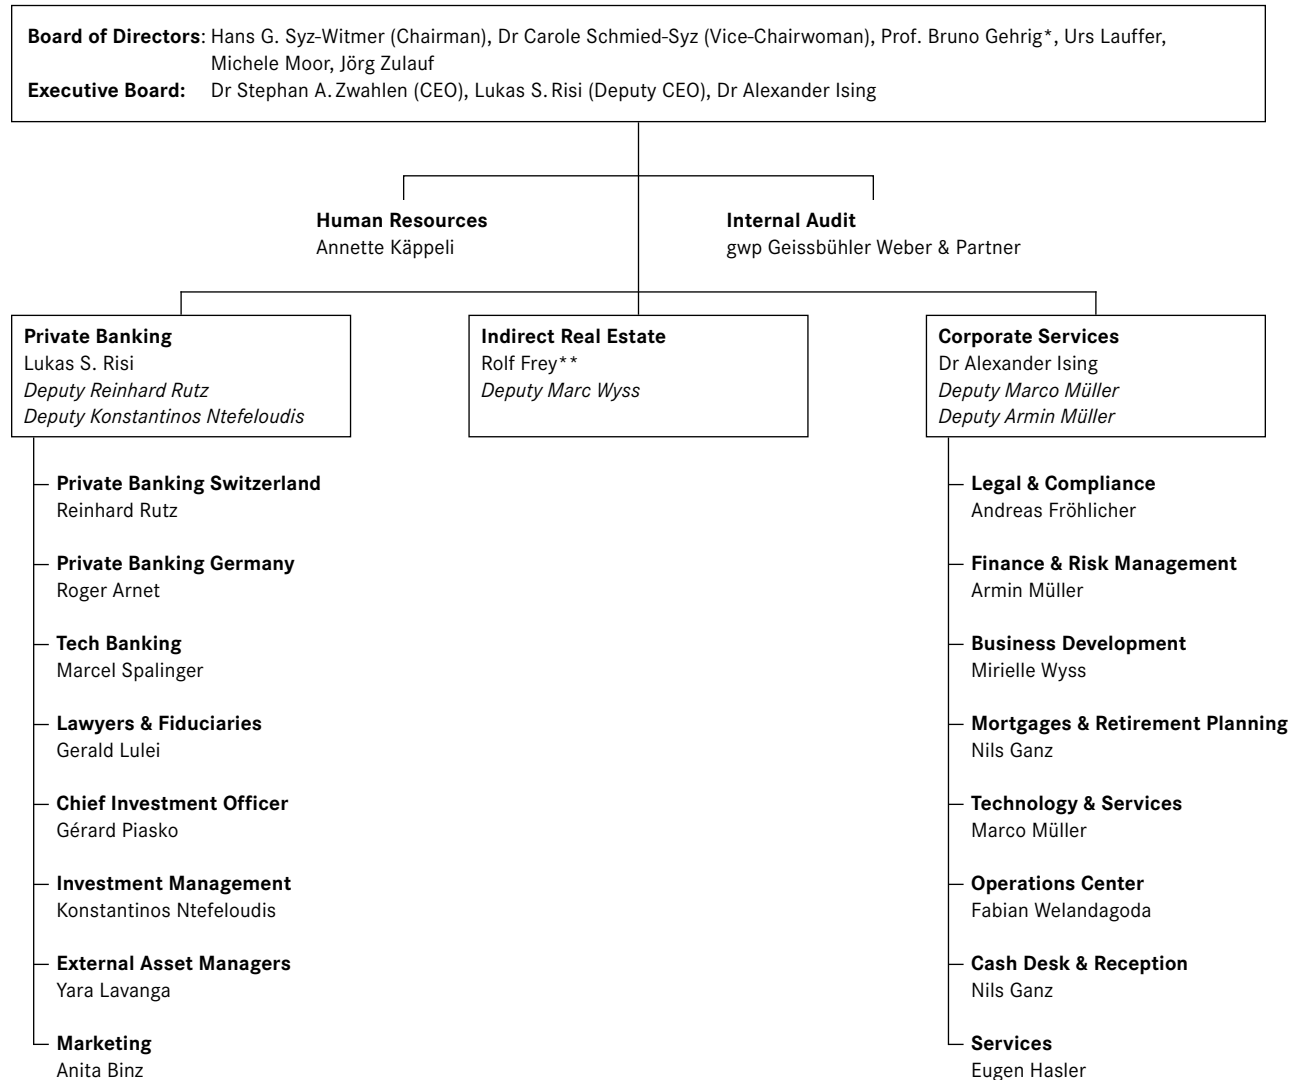 Board of Directors: Hans G. Syz-Witmer (Chairman), Dr Carole Schmied-Syz (Vice-Chairwoman), Prof. Bruno Gehrig*, Urs Lauffer,
Michele Moor, Jörg Zulauf
Executive Board: Dr Stephan A. Zwahlen (CEO), Lukas S. Risi (Deputy CEO), Dr Alexander Ising
Human Resources
Annette Käppeli
Internal Audit
gwp Geissbühler Weber & Partner
Private Banking
Lukas S. Risi
Deputy Reinhard Rutz
Deputy Konstantinos Ntefeloudis
Indirect Real Estate
Rolf Frey**
Deputy Marc Wyss
Corporate Services
Dr Alexander Ising
Deputy Marco Müller
Deputy Armin Müller
Private Banking Switzerland
Reinhard Rutz
Private Banking Germany
Roger Arnet
Tech Banking
Marcel Spalinger
Lawyers & Fiduciaries
Gerald Lulei
Chief Investment Officer
Gérard Piasko
Investment Management
Konstantinos Ntefeloudis
External Asset Managers
Yara Lavanga
Marketing
Anita Binz
Legal & Compliance
Andreas Fröhlicher
Finance & Risk Management
Armin Müller
Business Development
Mirielle Wyss
Mortgages & Retirement Planning
Nils Ganz
Technology & Services
Marco Müller
Operations Center
Fabian Welandagoda
Cash Desk & Reception
Nils Ganz
Services
Eugen Hasler